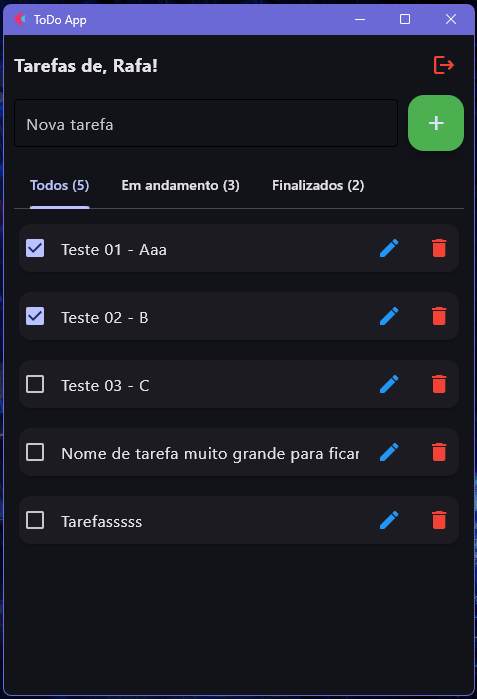 ToDo App
Tarefas de, Rafa!
Nova tarefa
Todos (5) Em andamento (3) Finalizados (2)
Teste 01 - Aaa
Teste 02 - B
Teste 03 - C
Nome de tarefa muito grande para ficar
Tarefasssss